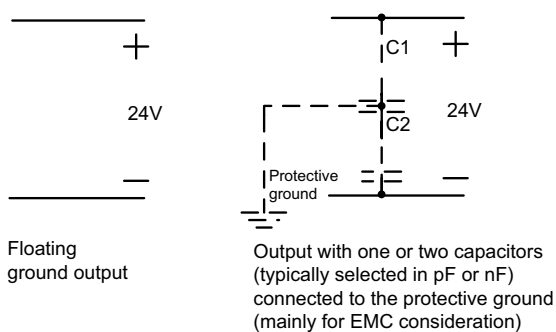 +
24V
−
Floating
ground output
C1
+
C2
24V
Protective
ground
−
Output with one or two capacitors
(typically selected in pF or nF)
connected to the protective ground
(mainly for EMC consideration)